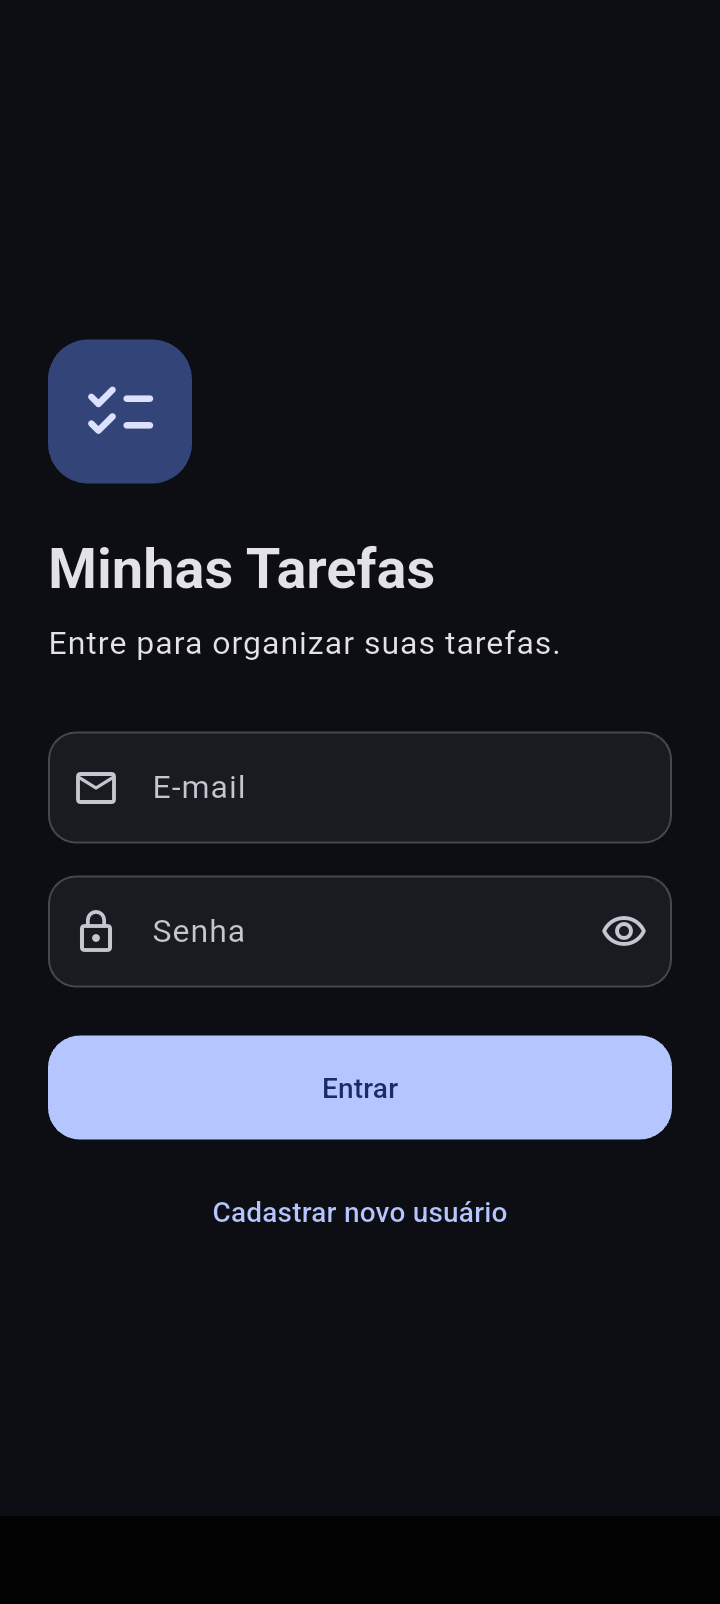 Minhas Tarefas
Entre para organizar suas tarefas.
E-mail
Senha
Entrar
Cadastrar novo usuário